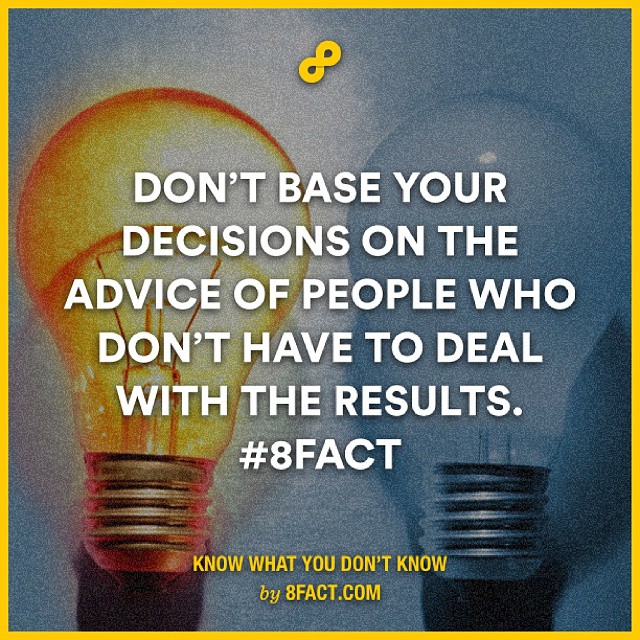 DON'T BASE YOUR
DECISIONS ON THE
ADVICE OF PEOPLE WHO
DON'T HAVE TO DEAL
WITH THE RESULTS.
#8FACT
KNOW WHAT YOU DON'T KNOW
by 8FACT.COM